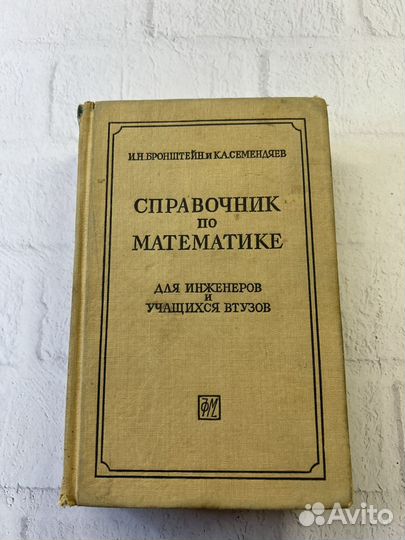 И.Н.БРОНШТЕЙН и К.А.СЕМЕНДЯЕВ
СПРАВОЧНИК
ПО
МАТЕМАТИКЕ
ДЛЯ ИНЖЕНЕРОВ
И
УЧАЩИХСЯ ВТУЗОВ
ФМ
Avito